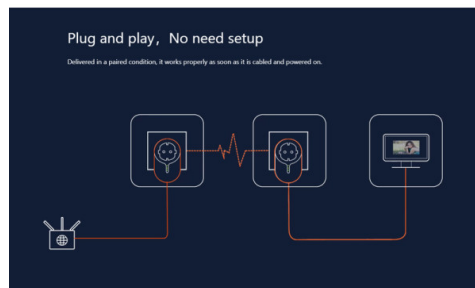 Plug and play, No need setup
Delivered in a paired condition, it works properly as soon as it is cabled and powered on.